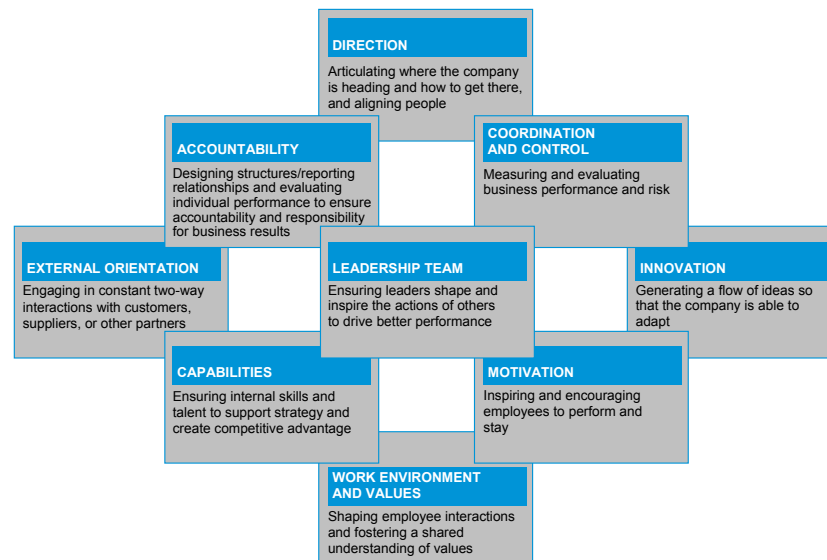 DIRECTION
Articulating where the company
is heading and how to get there,
and aligning people
ACCOUNTABILITY
Designing structures/reporting
relationships and evaluating
individual performance to ensure
accountability and responsibility
for business results
COORDINATION
AND CONTROL
Measuring and evaluating
business performance and risk
EXTERNAL ORIENTATION
Engaging in constant two-way
interactions with customers,
suppliers, or other partners
LEADERSHIP TEAM
Ensuring leaders shape and
inspire the actions of others
to drive better performance
INNOVATION
Generating a flow of ideas so
that the company is able to
adapt
CAPABILITIES
Ensuring internal skills and
talent to support strategy and
create competitive advantage
MOTIVATION
Inspiring and encouraging
employees to perform and
stay
WORK ENVIRONMENT
AND VALUES
Shaping employee interactions
and fostering a shared
understanding of values